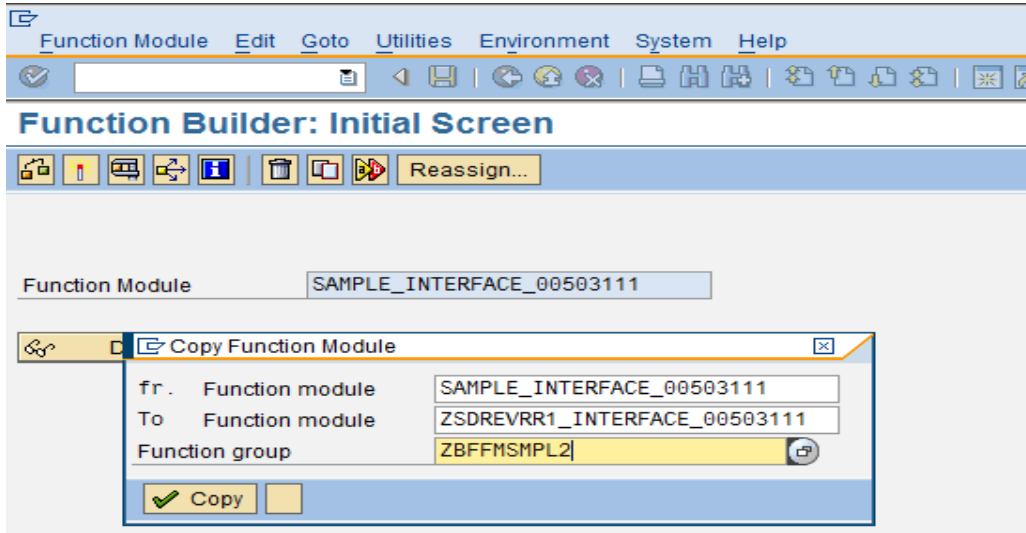 Function Module Edit Goto Utilities Environment System Help
Function Builder: Initial Screen
Reassign...
Function Module SAMPLE_INTERFACE_00503111
D
Copy Function Module
fr. Function module SAMPLE_INTERFACE_00503111
To Function module ZSDREVRR1_INTERFACE_00503111
Function group ZBFFMSMPL2
Copy